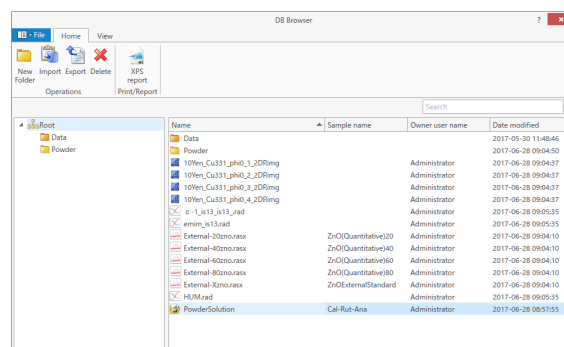 DB Browser
? ×
File Home View
New Folder Import Export Delete XPS report
Operations Print/Report
Search
Root
Data
Powder
Name Sample name Owner user name Date modified
Data 2017-05-30 11:48:46
Powder 2017-06-28 09:04:50
10Yen_Cu331_phi0_1_2DRimg Administrator 2017-06-28 09:04:37
10Yen_Cu331_phi0_2_2DRimg Administrator 2017-06-28 09:04:37
10Yen_Cu331_phi0_3_2DRimg Administrator 2017-06-28 09:04:37
10Yen_Cu331_phi0_4_2DRimg Administrator 2017-06-28 09:04:37
c -1_is13_is13_.rad Administrator 2017-06-28 09:05:35
emim_is13.rad Administrator 2017-06-28 09:05:35
External-20zno.rasx ZnO(Quantitative)20 Administrator 2017-06-28 09:04:10
External-40zno.rasx ZnO(Quantitative)40 Administrator 2017-06-28 09:04:10
External-60zno.rasx ZnO(Quantitative)60 Administrator 2017-06-28 09:04:10
External-80zno.rasx ZnO(Quantitative)80 Administrator 2017-06-28 09:04:10
External-Xzno.rasx ZnOExternalStandard Administrator 2017-06-28 09:04:10
HUM.rad Administrator 2017-06-28 09:05:35
PowderSolution Cal-Rut-Ana Administrator 2017-06-28 08:57:55